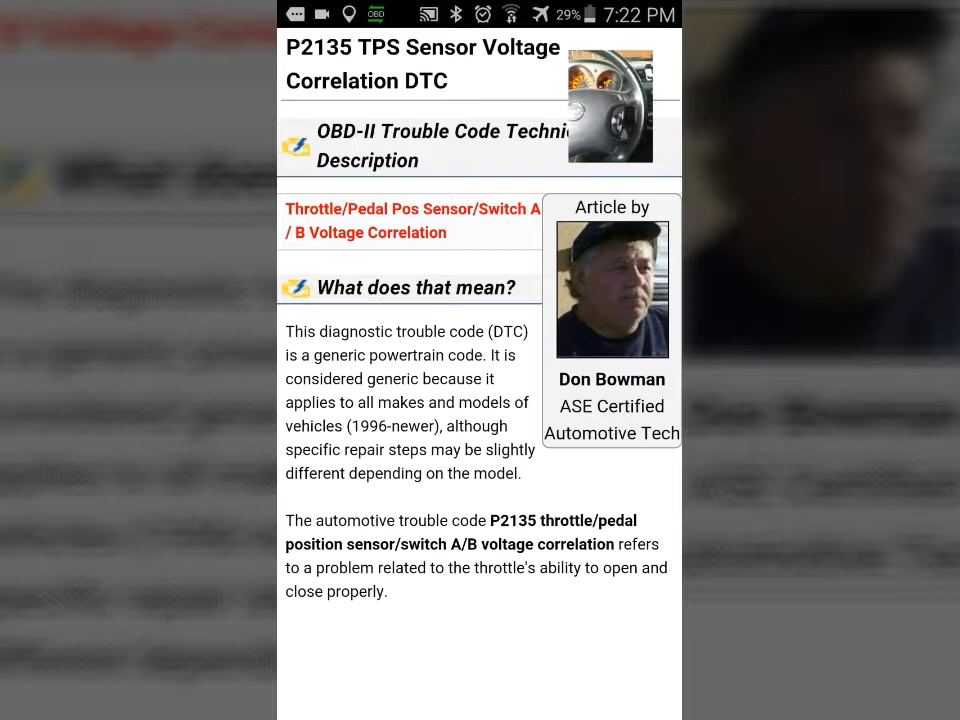 OBD
29%
7:22 PM
P2135 TPS Sensor Voltage
Correlation DTC
OBD-II Trouble Code Techni
Description
Throttle/Pedal Pos Sensor/Switch A
/ B Voltage Correlation
What does that mean?
This diagnostic trouble code (DTC)
is a generic powertrain code. It is
considered generic because it
applies to all makes and models of
vehicles (1996-newer), although
specific repair steps may be slightly
different depending on the model.
Article by
Don Bowman
ASE Certified
Automotive Tech
The automotive trouble code P2135 throttle/pedal
position sensor/switch A/B voltage correlation refers
to a problem related to the throttle's ability to open and
close properly.